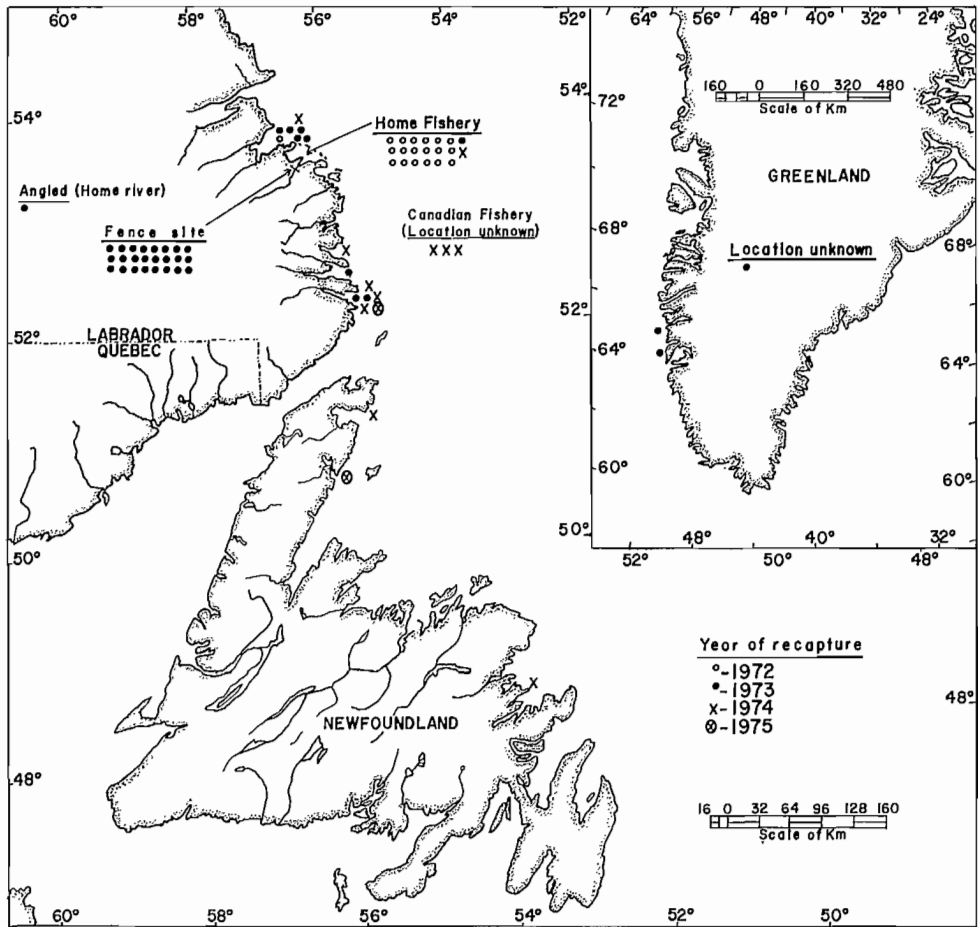 60° 58° 56° 54° 52°
64° 56° 48° 40° 32° 24°
54°
54°
72°
160 0 160 320 480
Scale of Km
Home Fishery
GREENLAND
Angled (Home river)
Fence site
Canadian Fishery
(Location unknown)
XXX
68°
68°
Location unknown
52°
52°
LABRADOR
QUEBEC
64°
64°
60°
60°
50°
50°
48° 40° 32°
52° 50° 48°
Year of recapture
o-1972
●-1973
x-1974
⊗-1975
48°
NEWFOUNDLAND
48°
16 0 32 64 96 128 160
Scale of Km
60° 58° 56° 54° 52° 50°